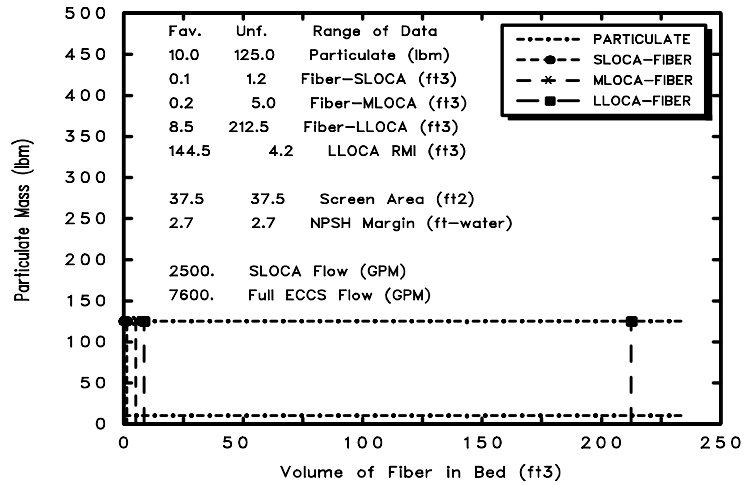 500
450
400
350
300
250
200
150
100
50
0
Particulate Mass (lbm)
Fav. Unf. Range of Data
10.0 125.0 Particulate (lbm)
0.1 1.2 Fiber-SLOCA (ft3)
0.2 5.0 Fiber-MLOCA (ft3)
8.5 212.5 Fiber-LLOCA (ft3)
144.5 4.2 LLOCA RMI (ft3)
37.5 37.5 Screen Area (ft2)
2.7 2.7 NPSH Margin (ft-water)
2500. SLOCA Flow (GPM)
7600. Full ECCS Flow (GPM)
PARTICULATE
SLOCA-FIBER
MLOCA-FIBER
LLOCA-FIBER
0 50 100 150 200 250
Volume of Fiber in Bed (ft3)